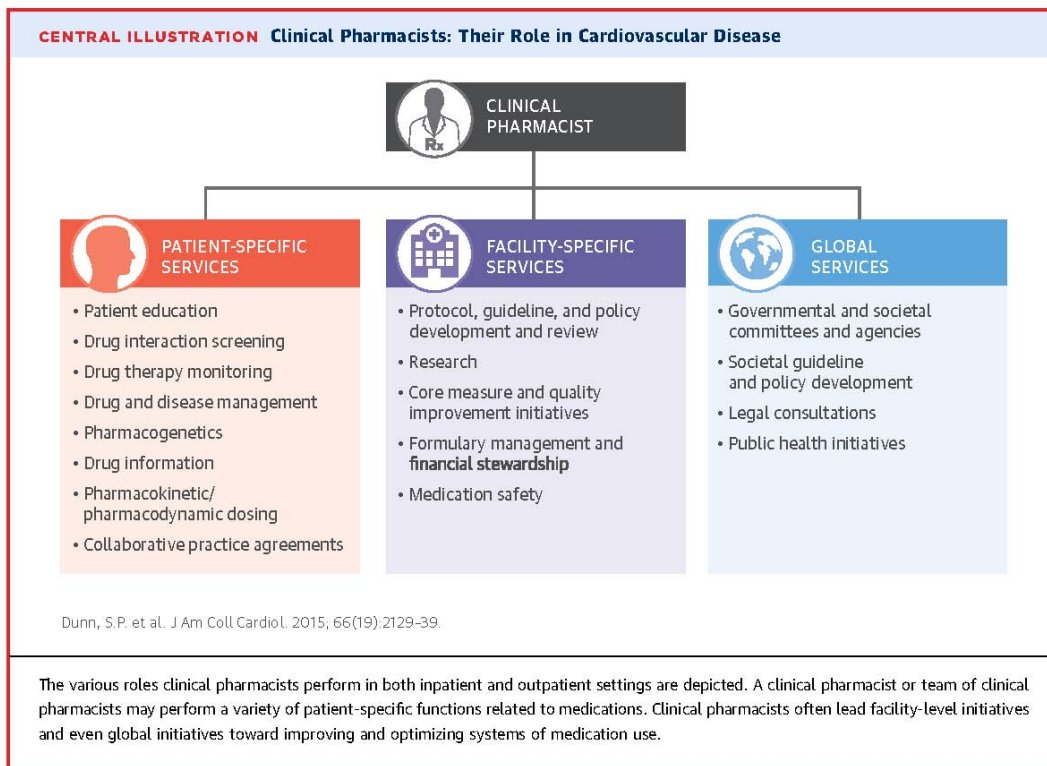 CENTRAL ILLUSTRATION Clinical Pharmacists: Their Role in Cardiovascular Disease
CLINICAL
PHARMACIST
Rx
PATIENT-SPECIFIC
SERVICES
• Patient education
• Drug interaction screening
• Drug therapy monitoring
• Drug and disease management
• Pharmacogenetics
• Drug information
• Pharmacokinetic/
pharmacodynamic dosing
• Collaborative practice agreements
FACILITY-SPECIFIC
SERVICES
• Protocol, guideline, and policy
development and review
• Research
• Core measure and quality
improvement initiatives
• Formulary management and
financial stewardship
• Medication safety
GLOBAL
SERVICES
• Governmental and societal
committees and agencies
• Societal guideline
and policy development
• Legal consultations
• Public health initiatives
Dunn, S.P. et al. J Am Coll Cardiol. 2015; 66(19):2129–39.
The various roles clinical pharmacists perform in both inpatient and outpatient settings are depicted. A clinical pharmacist or team of clinical
pharmacists may perform a variety of patient-specific functions related to medications. Clinical pharmacists often lead facility-level initiatives
and even global initiatives toward improving and optimizing systems of medication use.